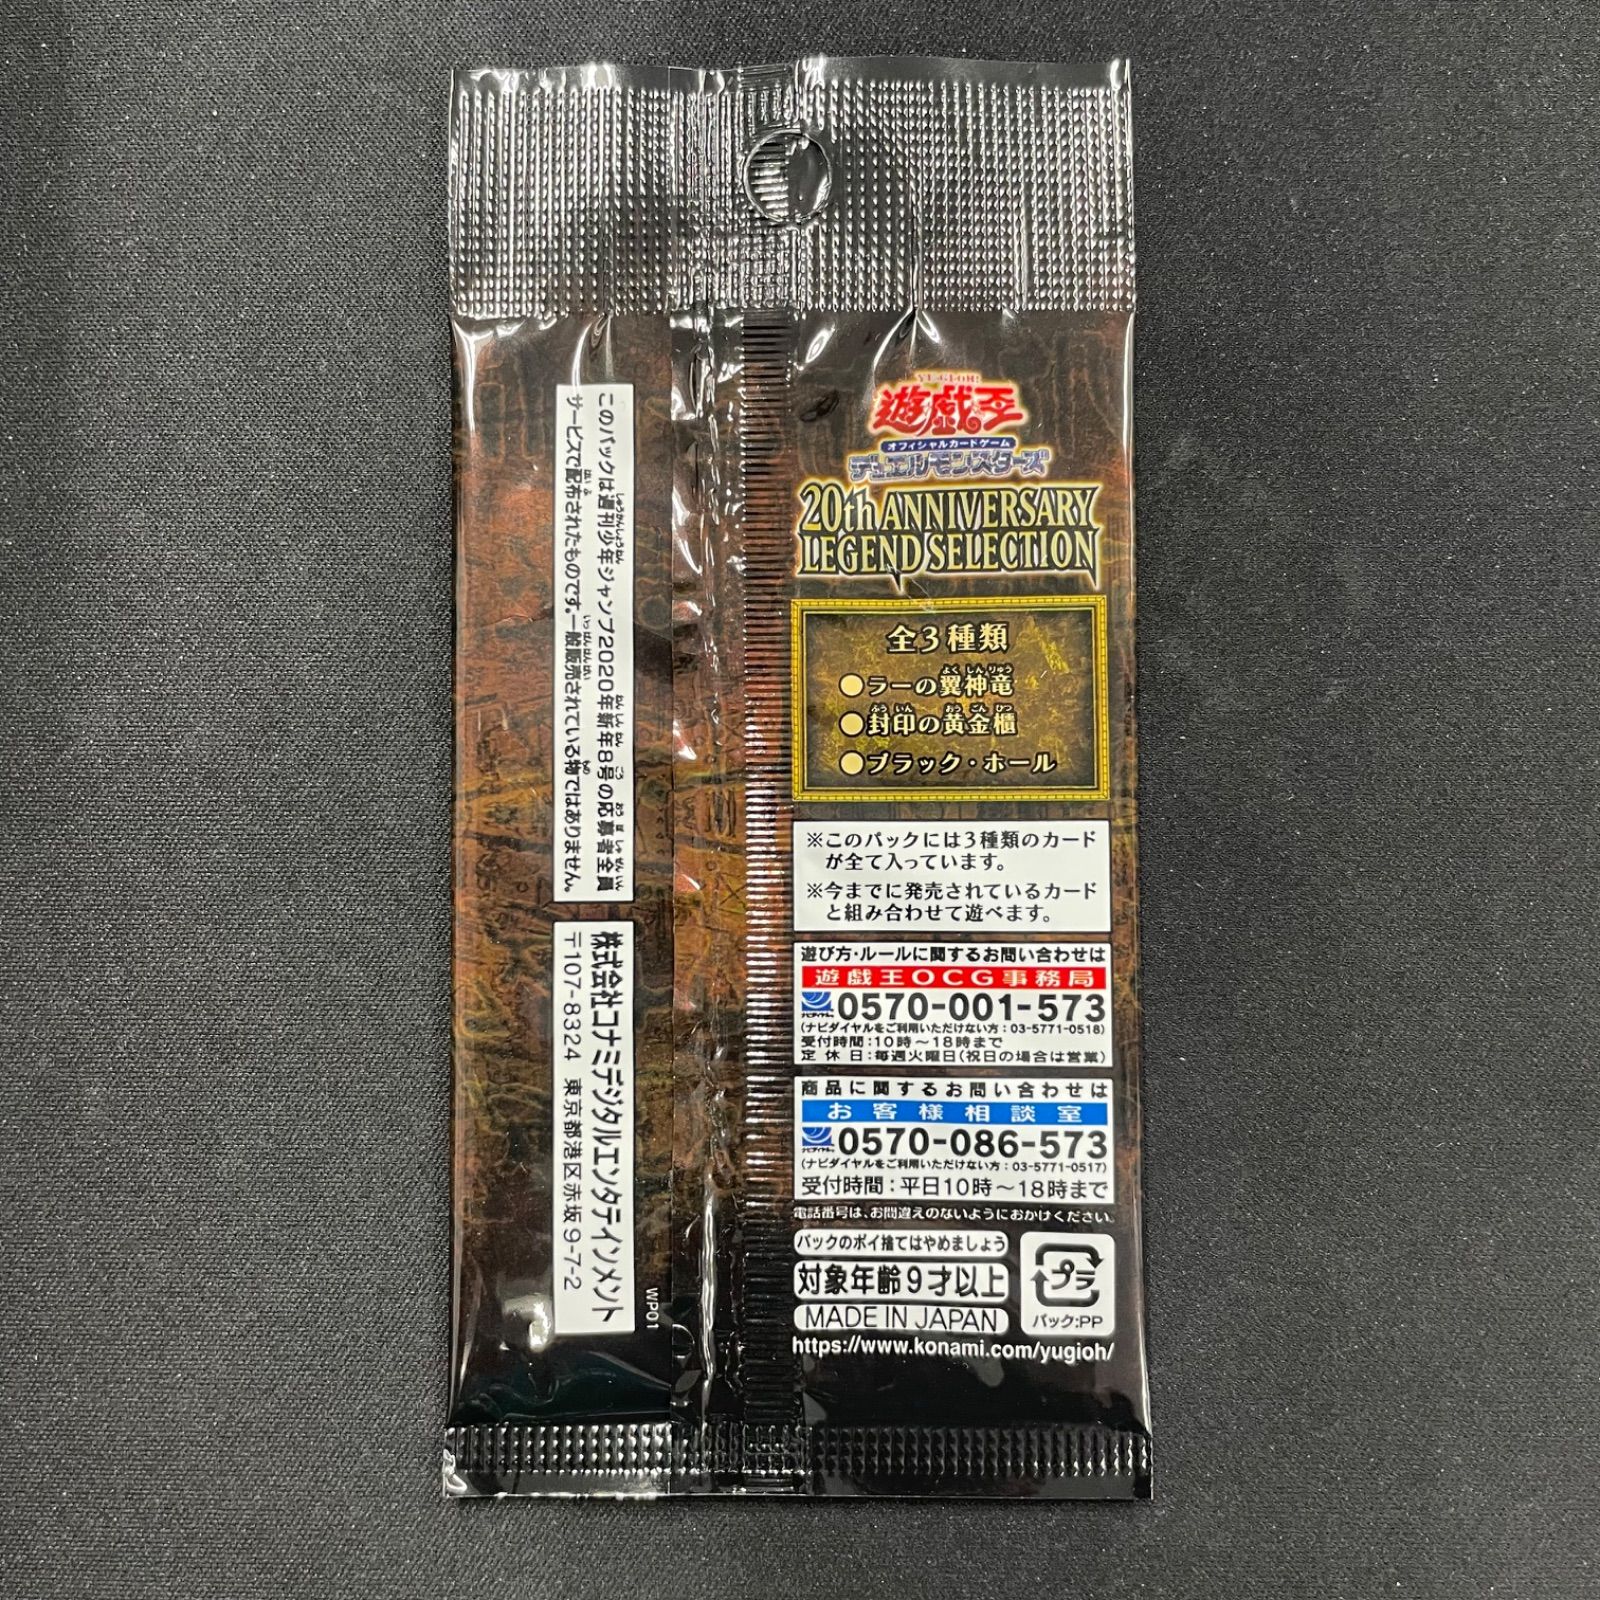 YU-GI-OH!
遊戯王
オフィシャルカードゲーム
デュエルモンスターズ
20th ANNIVERSARY
LEGEND SELECTION
全3種類
●ラーの翼神竜
●封印の黄金櫃
●ブラック・ホール
※このパックには3種類のカード
が全て入っています。
※今までに発売されているカード
と組み合わせて遊べます。
遊び方・ルールに関するお問い合わせは
遊戯王OCG事務局
0570-001-573
(ナビダイヤルをご利用いただけない方:03-5771-0518)
受付時間:10時〜18時まで
定休日:毎週火曜日(祝日の場合は営業)
商品に関するお問い合わせは
お客様相談室
0570-086-573
(ナビダイヤルをご利用いただけない方:03-5771-0517)
受付時間:平日10時〜18時まで
電話番号は、お間違えのないようにおかけください。
パックのポイ捨てはやめましょう
対象年齢9才以上
MADE IN JAPAN
プラ
パック:PP
https://www.konami.com/yugioh/
このパックは週刊少年ジャンプ2020年新年8号の応募者全員
サービスで配布されたものです。一般販売されている物ではありません。
株式会社コナミデジタルエンタテインメント
〒107-8324 東京都港区赤坂9-7-2
WP01